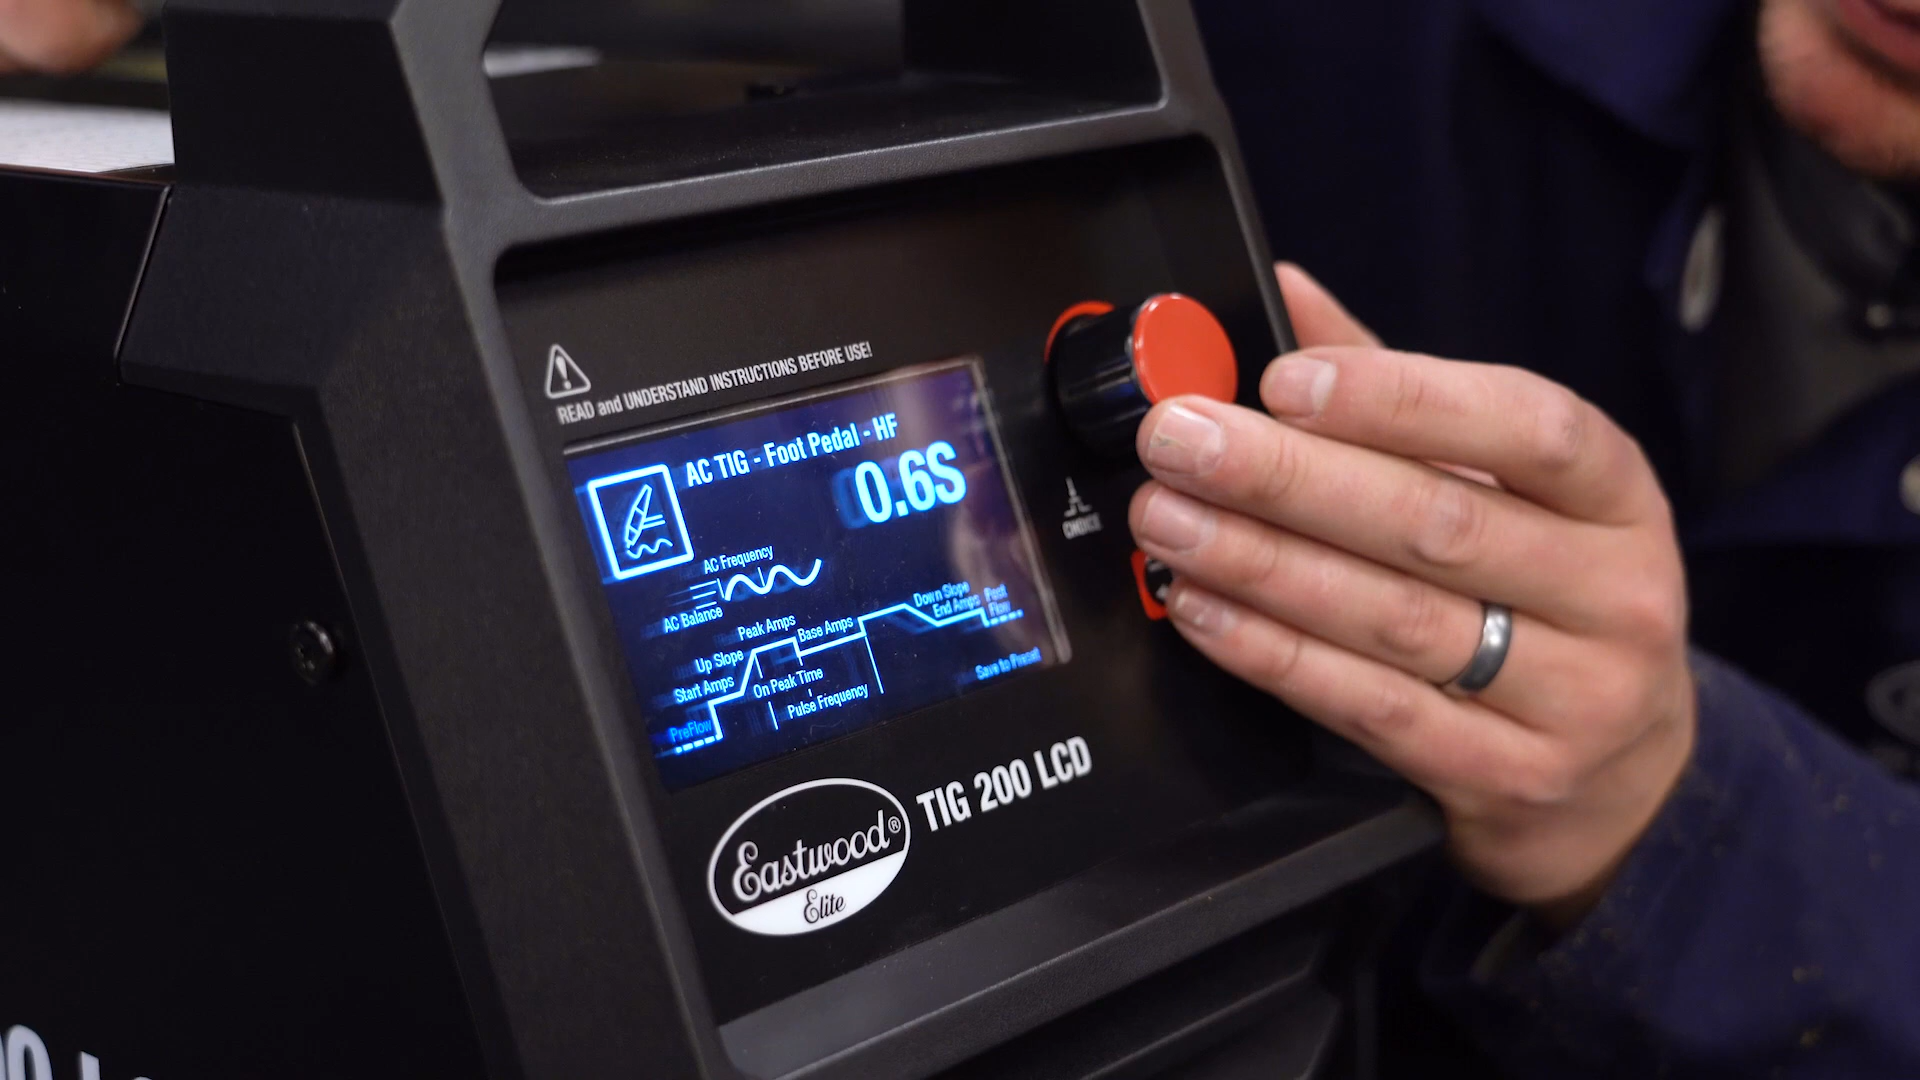 READ and UNDERSTAND INSTRUCTIONS BEFORE USE!
AC TIG - Foot Pedal - HF
0.6S
AC Frequency
AC Balance
Peak Amps
Base Amps
Down Slope
End Amps
Post Flow
Up Slope
Start Amps
On Peak Time
Pulse Frequency
PreFlow
Save to Preset
CHOICE
Eastwood®
Elite
TIG 200 LCD